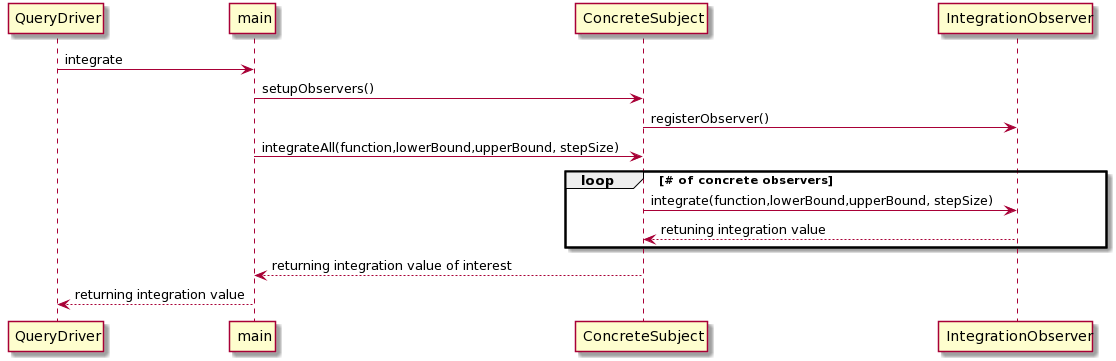 QueryDriver main ConcreteSubject IntegrationObserver
integrate
setupObservers()
registerObserver()
integrateAll(function,lowerBound,upperBound, stepSize)
loop [# of concrete observers]
integrate(function,lowerBound,upperBound, stepSize)
retuning integration value
returning integration value of interest
returning integration value
QueryDriver main ConcreteSubject IntegrationObserver